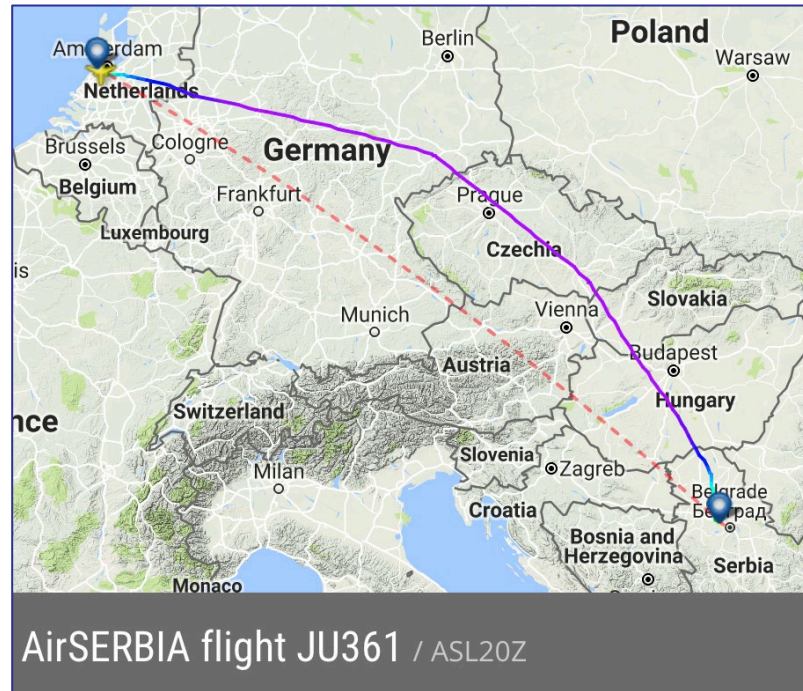 Poland
Berlin
Amsterdam
Warsaw
Netherlands
Cologne
Brussels
Germany
Belgium
Prague
Frankfurt
Luxembourg
Czechia
Slovakia
Vienna
Munich
Budapest
Austria
Hungary
Switzerland
nce
Slovenia
Zagreb
Milan
Belgrade
Croatia
Bosnia and
Herzegovina
Serbia
Monaco
AirSERBIA flight JU361 / ASL20Z